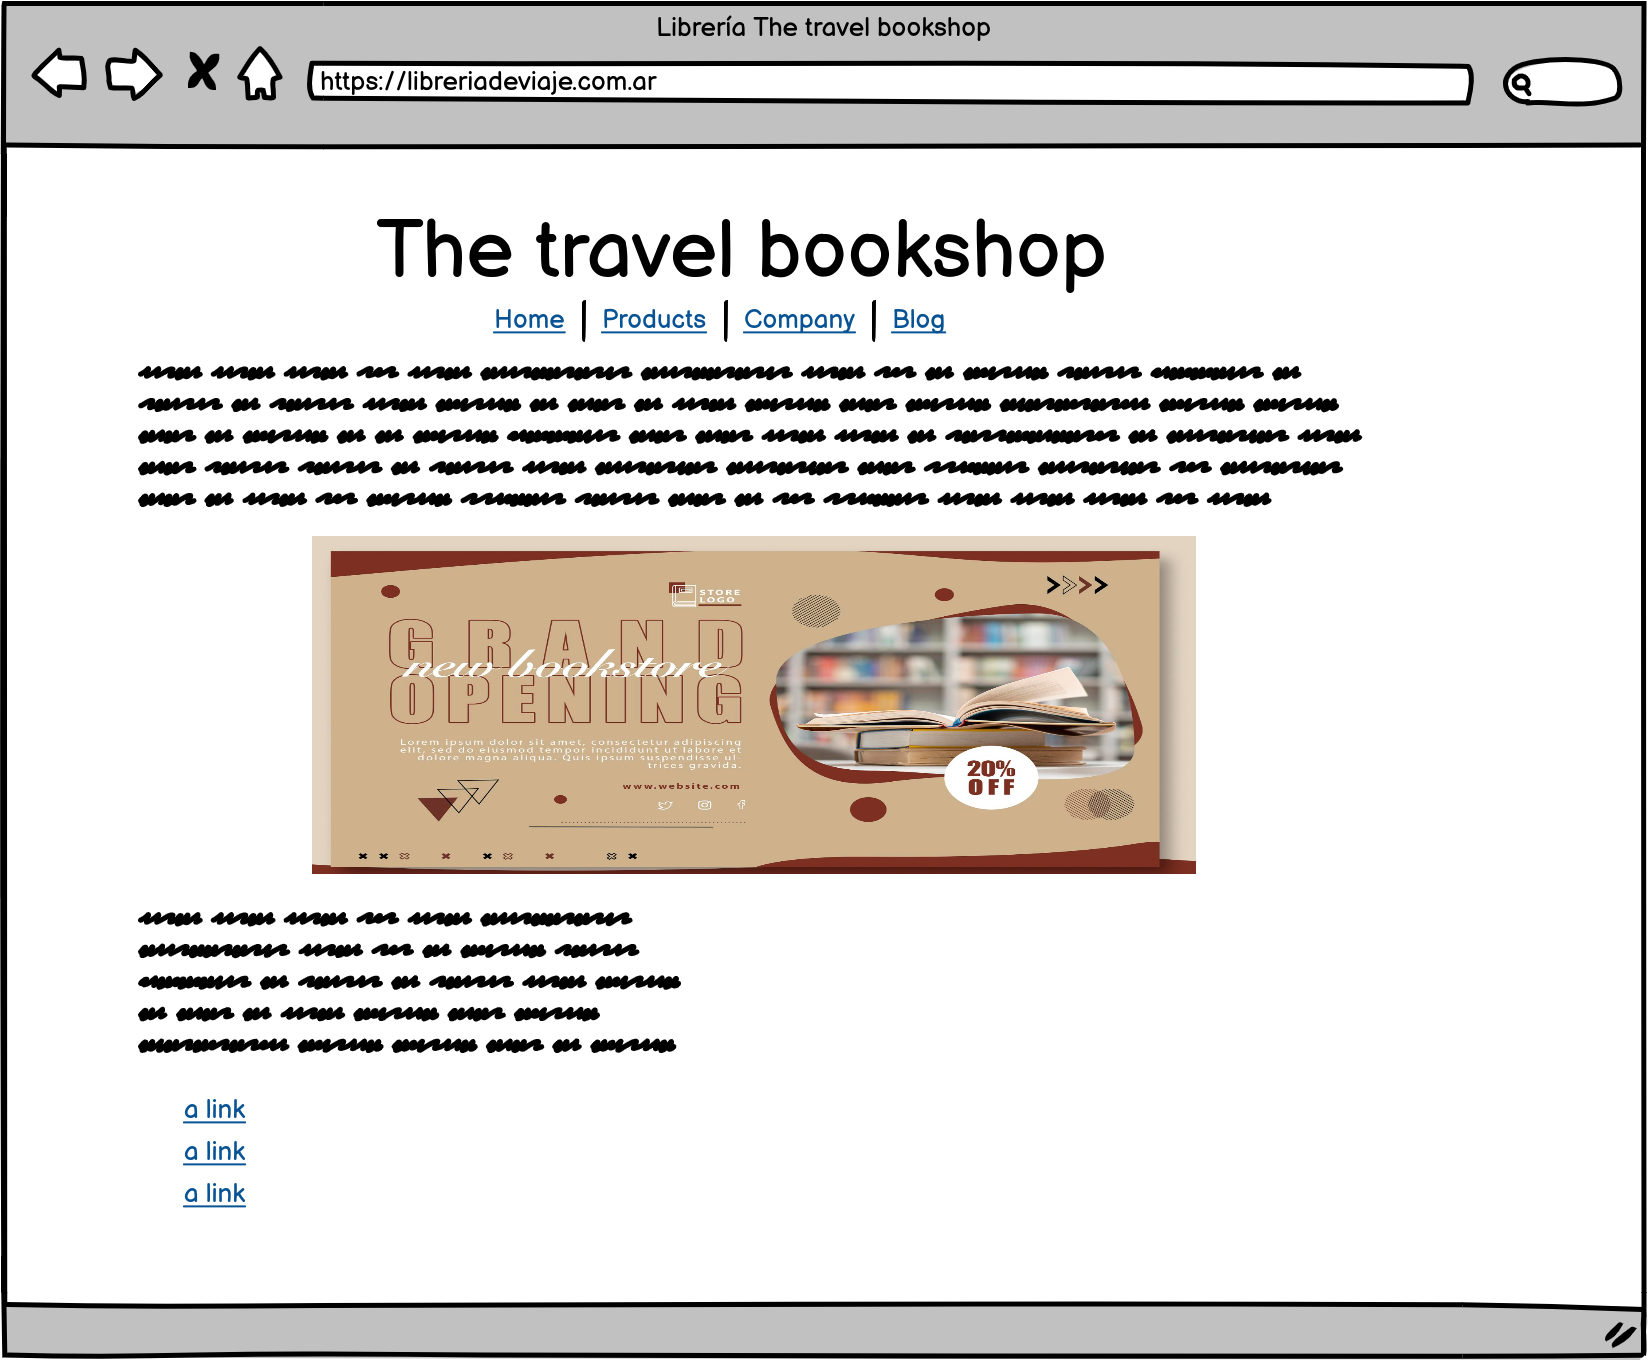 Librería The travel bookshop
https://libreriadeviaje.com.ar
The travel bookshop
Home | Products | Company | Blog
STORE
LOGO
GRAND
new bookstore
OPENING
Lorem ipsum dolor sit amet, consectetur adipiscing
elit, sed do eiusmod tempor incididunt ut labore et
dolore magna aliqua. Quis ipsum suspendisse ul-
trices gravida.
www.website.com
20%
OFF
a link
a link
a link